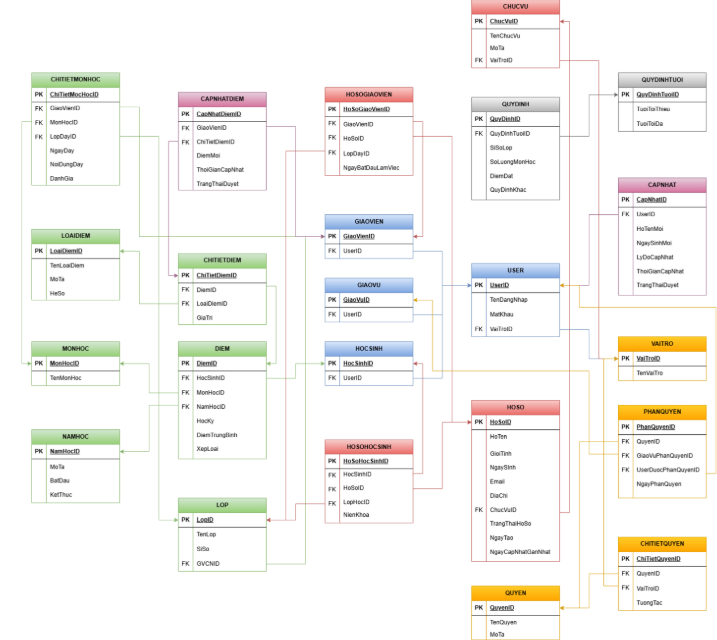 CHUCVU
PK ChucVuID
TenChucVu
MoTa
FK VaiTroID
CHITIETMONHOC
PK ChiTietMocHocID
FK GiaoVienID
FK MonHocID
FK LopDayID
NgayDay
NoiDungDay
DanhGia
CAPNHATDIEM
PK CapNhatDiemID
FK GiaoVienID
FK ChiTietDiemID
DiemMoi
ThoiGianCapNhat
TrangThaiDuyet
HOSOGIAOVIEN
PK HoSoGiaoVienID
FK GiaoVienID
FK HoSoID
FK LopDayID
NgayBatDauLamViec
QUYDINH
PK QuyDinhID
FK QuyDinhTuoiID
SiSoLop
SoLuongMonHoc
DiemDat
QuyDinhKhac
QUYDINHTUOI
PK QuyDinhTuoiID
TuoiToiThieu
TuoiToiDa
CAPNHAT
PK CapNhatID
FK UserID
HoTenMoi
NgaySinhMoi
LyDoCapNhat
ThoiGianCapNhat
TrangThaiDuyet
LOAIDIEM
PK LoaiDiemID
TenLoaiDiem
MoTa
HeSo
CHITIETDIEM
PK ChiTietDiemID
FK DiemID
FK LoaiDiemID
GiaTri
GIAOVIEN
PK GiaoVienID
FK UserID
GIAOVU
PK GiaoVuID
FK UserID
USER
PK UserID
TenDangNhap
MatKhau
FK VaiTroID
MONHOC
PK MonHocID
TenMonHoc
DIEM
PK DiemID
FK HocSinhID
FK MonHocID
FK NamHocID
HocKy
DiemTrungBinh
XepLoai
HOCSINH
PK HocSinhID
FK UserID
VAITRO
PK VaiTroID
TenVaiTro
NAMHOC
PK NamHocID
MoTa
BatDau
KetThuc
HOSOHOCSINH
PK HoSoHocSinhID
FK HocSinhID
FK HoSoID
FK LopHocID
NienKhoa
HOSO
PK HoSoID
HoTen
GioiTinh
NgaySinh
Email
DiaChi
FK ChucVuID
TrangThaiHoSo
NgayTao
NgayCapNhatGanNhat
PHANQUYEN
PK PhanQuyenID
FK QuyenID
FK GiaoVuPhanQuyenID
FK UserDuocPhanQuyenID
NgayPhanQuyen
LOP
PK LopID
TenLop
SiSo
FK GVCNID
CHITIETQUYEN
PK ChiTietQuyenID
FK QuyenID
FK VaiTroID
TuongTac
QUYEN
PK QuyenID
TenQuyen
MoTa